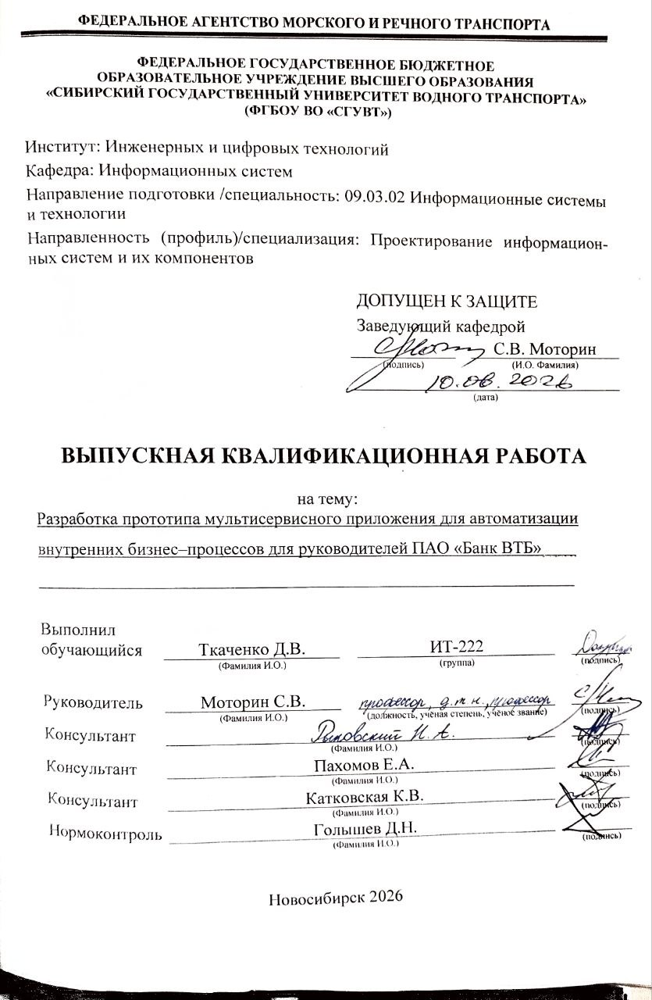 ФЕДЕРАЛЬНОЕ АГЕНТСТВО МОРСКОГО И РЕЧНОГО ТРАНСПОРТА
ФЕДЕРАЛЬНОЕ ГОСУДАРСТВЕННОЕ БЮДЖЕТНОЕ
ОБРАЗОВАТЕЛЬНОЕ УЧРЕЖДЕНИЕ ВЫСШЕГО ОБРАЗОВАНИЯ
«СИБИРСКИЙ ГОСУДАРСТВЕННЫЙ УНИВЕРСИТЕТ ВОДНОГО ТРАНСПОРТА»
(ФГБОУ ВО «СГУВТ»)
Институт: Инженерных и цифровых технологий
Кафедра: Информационных систем
Направление подготовки /специальность: 09.03.02 Информационные системы
и технологии
Направленность (профиль)/специализация: Проектирование информацион-
ных систем и их компонентов
ДОПУЩЕН К ЗАЩИТЕ
Заведующий кафедрой
С.В. Моторин
(подпись) (И.О. Фамилия)
10.06.2026
(дата)
ВЫПУСКНАЯ КВАЛИФИКАЦИОННАЯ РАБОТА
на тему:
Разработка прототипа мультисервисного приложения для автоматизации
внутренних бизнес–процессов для руководителей ПАО «Банк ВТБ»
Выполнил
обучающийся Ткаченко Д.В. ИТ-222
(Фамилия И.О.) (группа) (подпись)
Руководитель Моторин С.В. профессор, д.т.н., профессор
(Фамилия И.О.) (должность, учёная степень, учёное звание) (подпись)
Консультант Рыковский Н. А.
(Фамилия И.О.) (подпись)
Консультант Пахомов Е.А.
(Фамилия И.О.) (подпись)
Консультант Катковская К.В.
(Фамилия И.О.) (подпись)
Нормоконтроль Голышев Д.Н.
(Фамилия И.О.) (подпись)
Новосибирск 2026